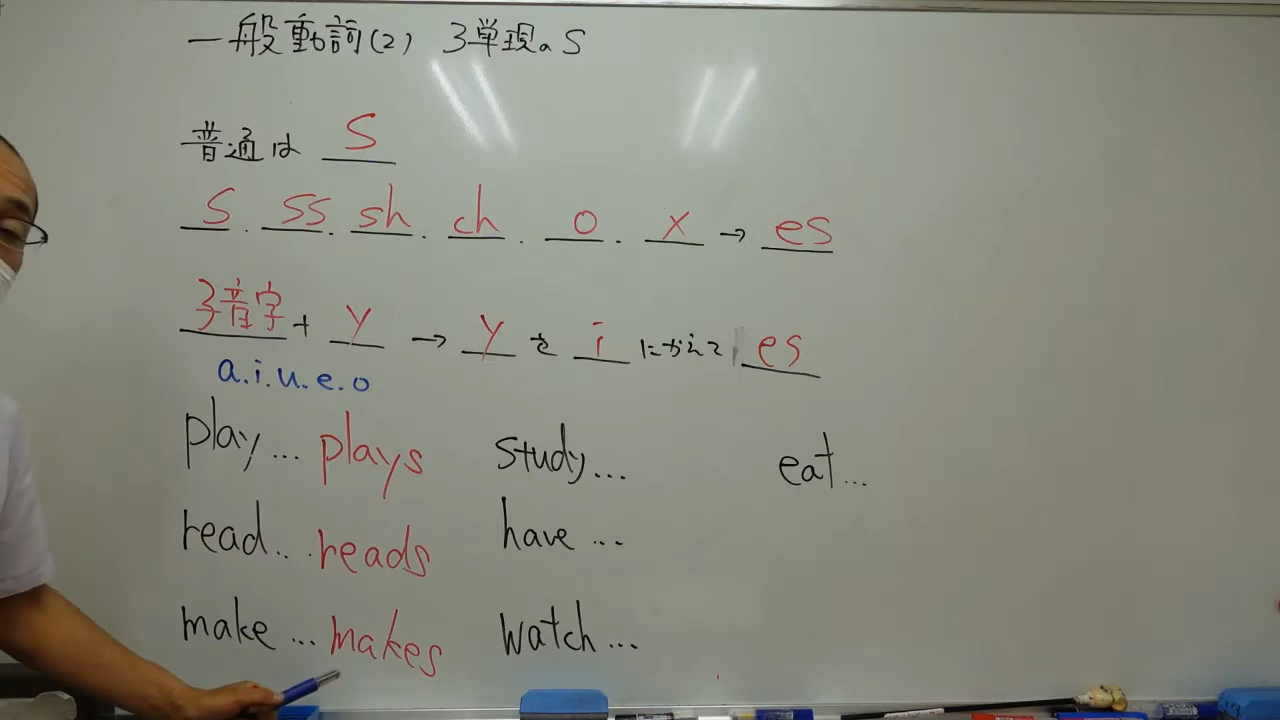 一般動詞(2) 3単現のS
普通は S
s. ss. sh. ch. o. x → es
子音字 + y → y を i にかえて es
a.i.u.e.o
play... plays study... eat...
read... reads have...
make... makes watch...